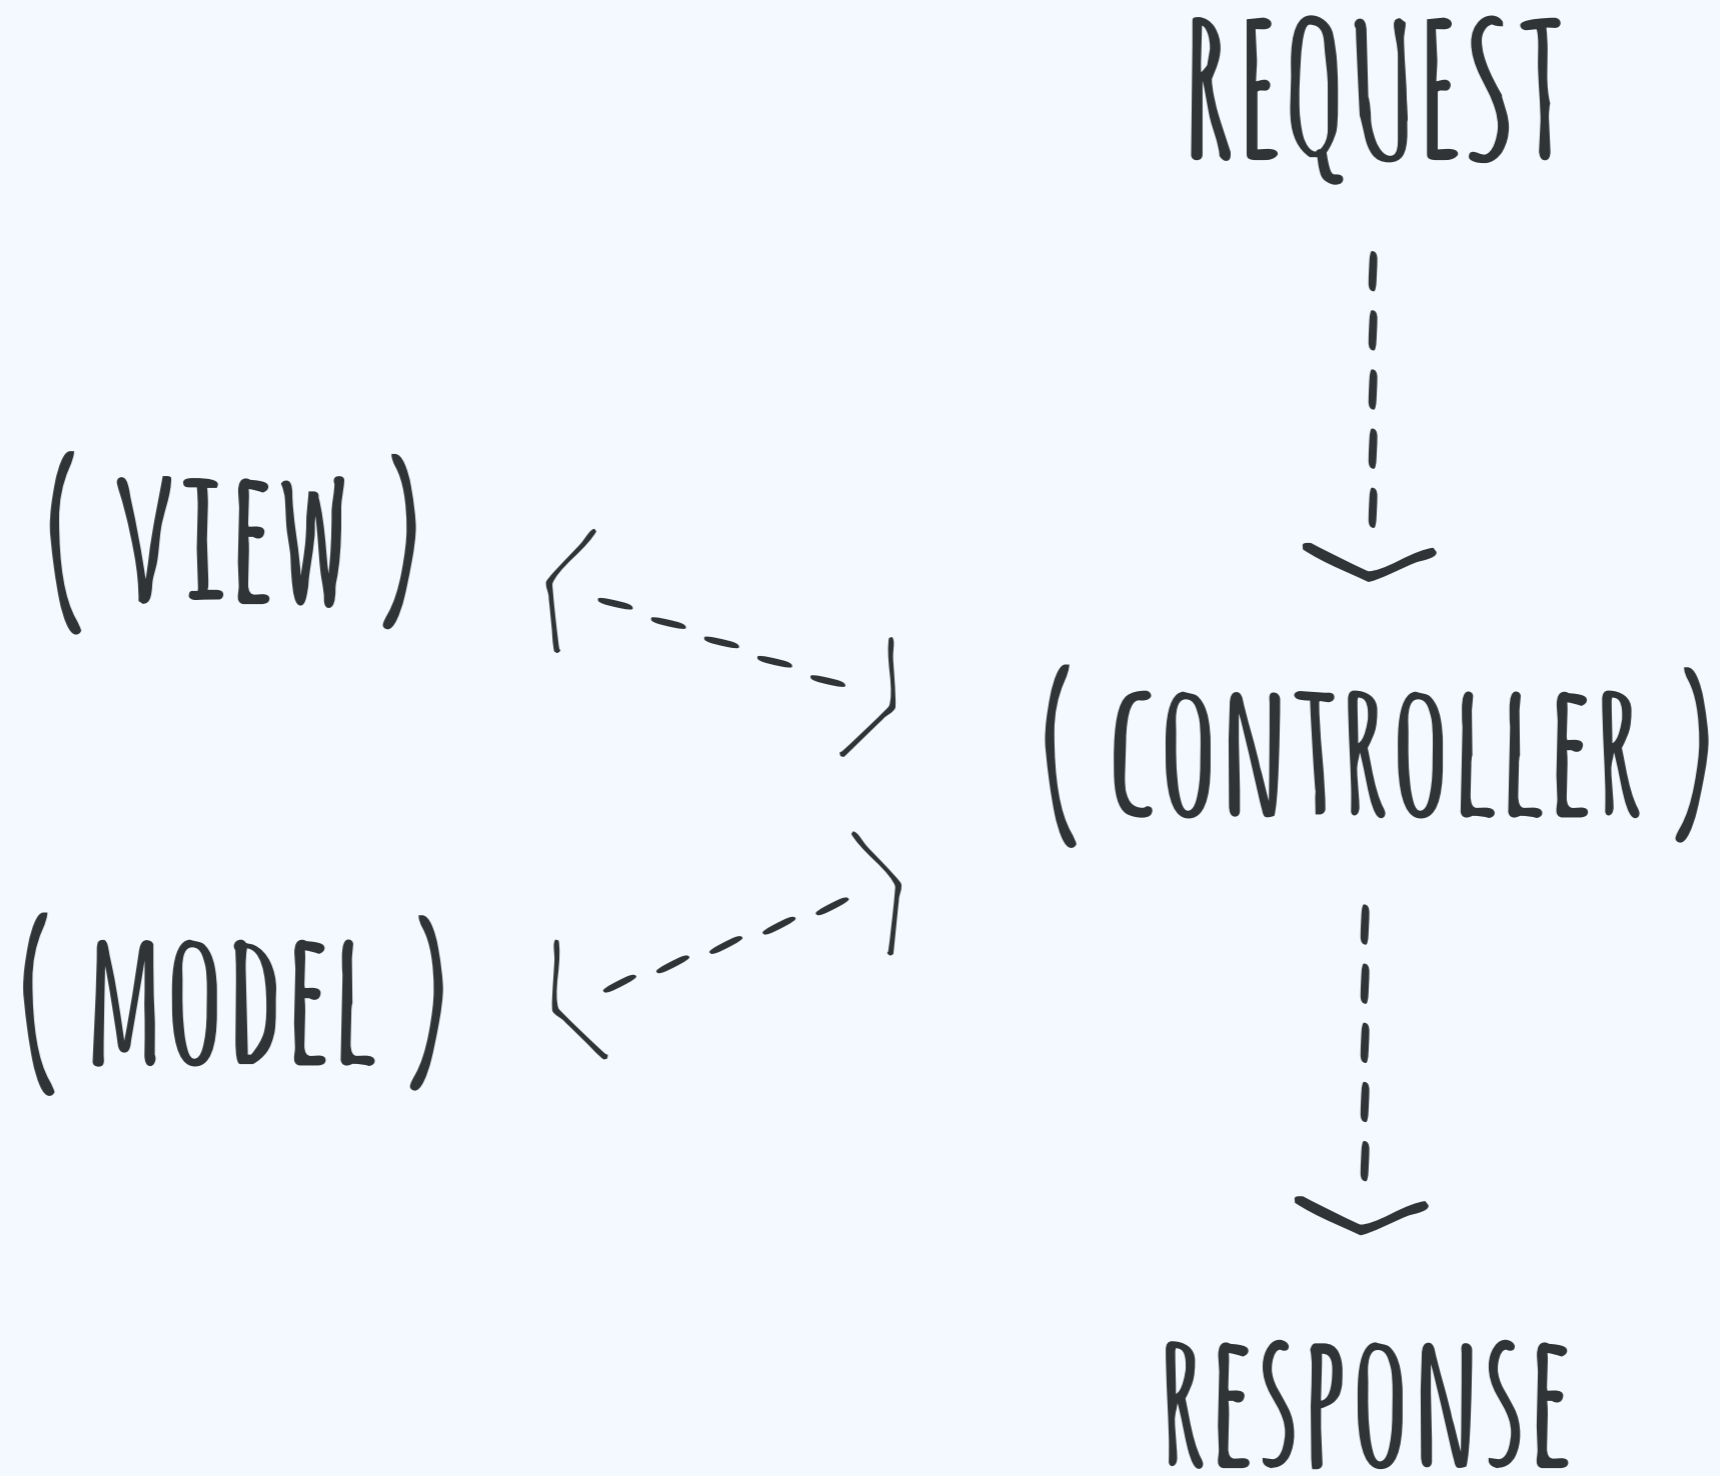 REQUEST
( VIEW )
( CONTROLLER )
( MODEL )
RESPONSE